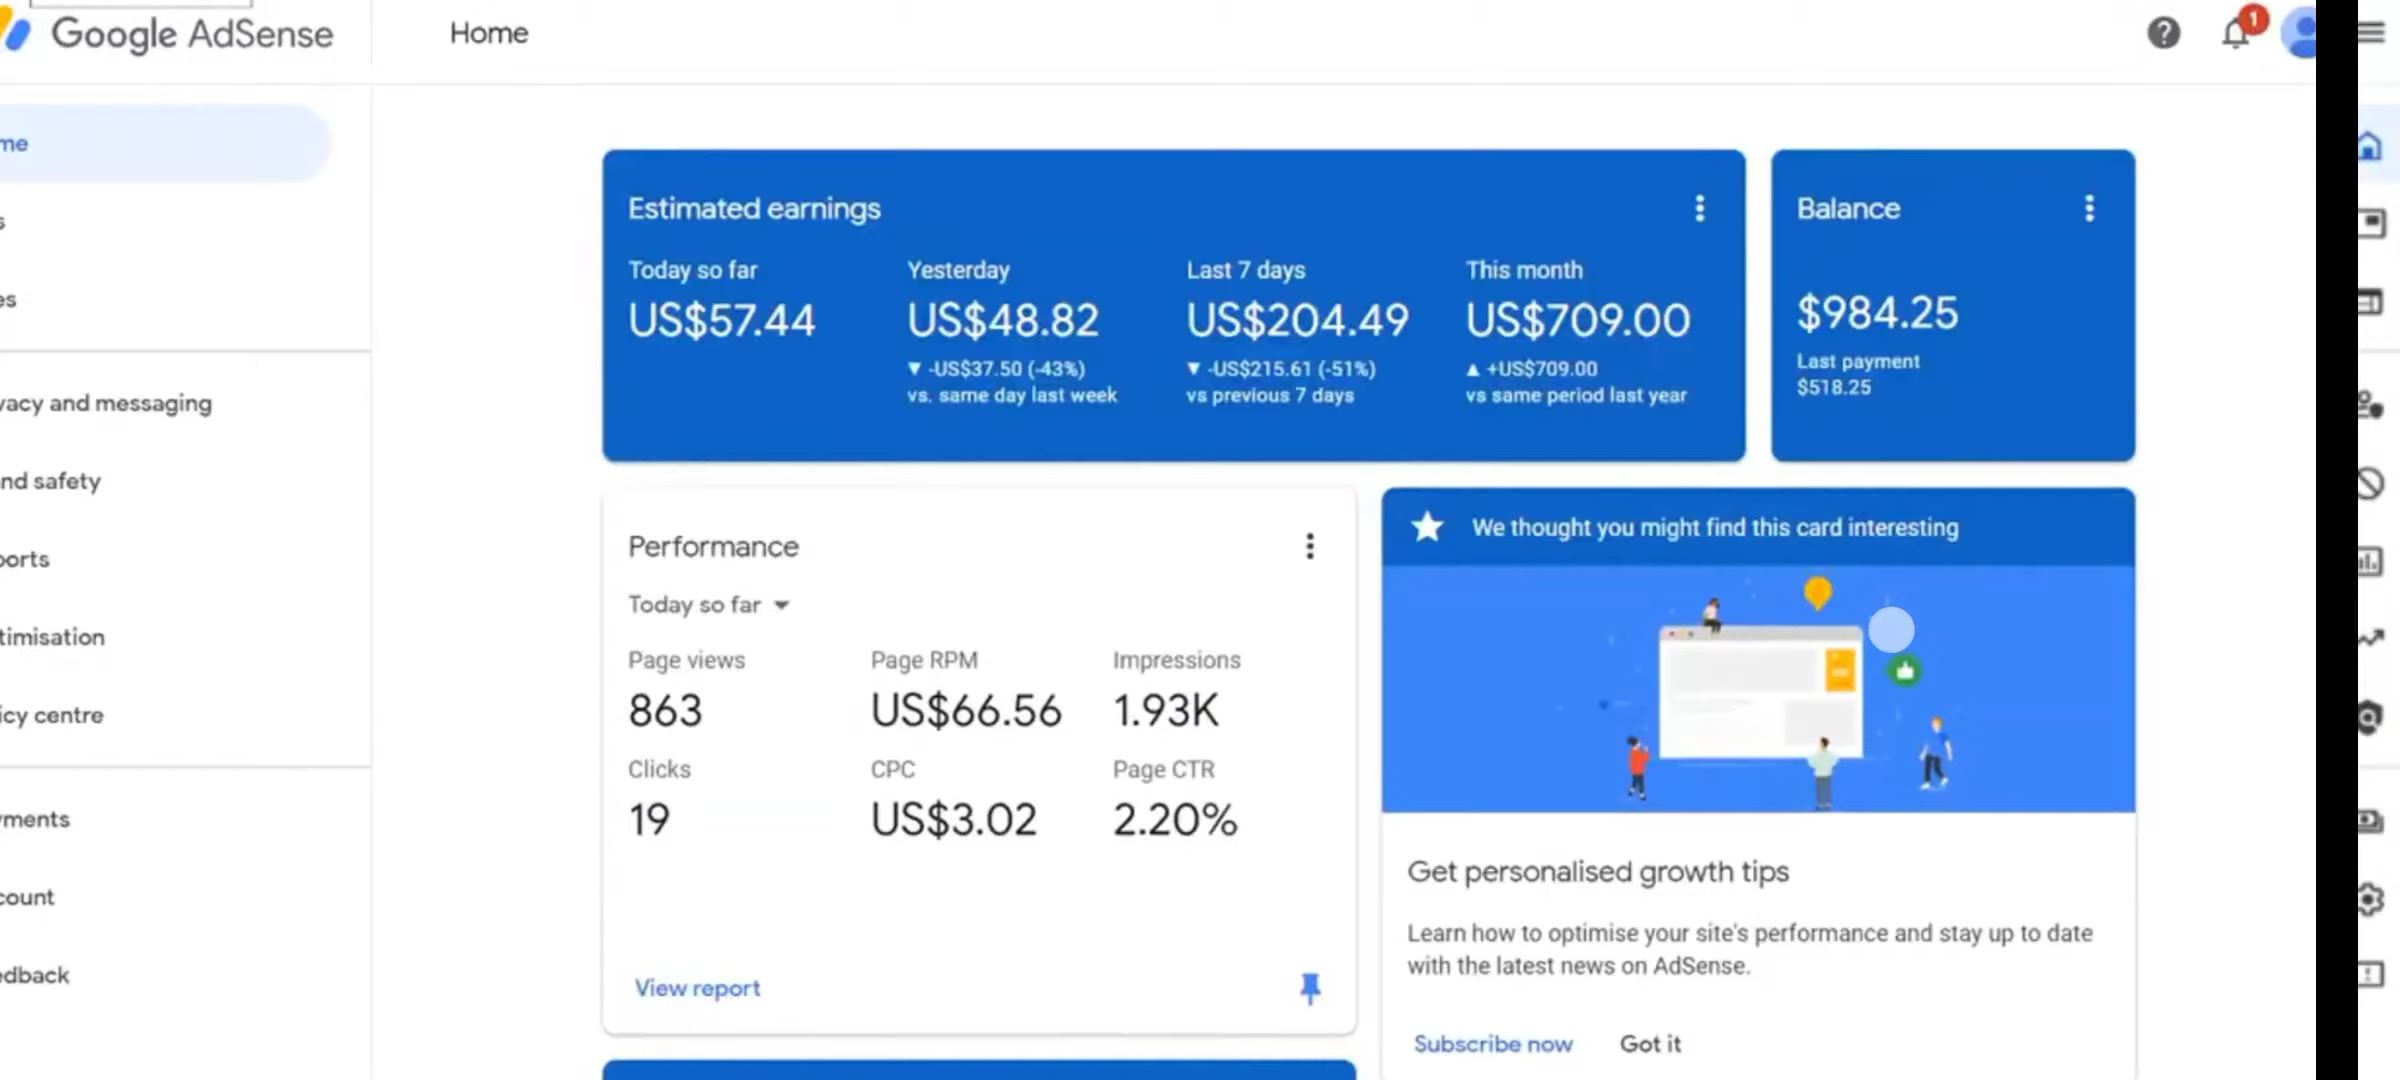 Google AdSense
Home
1
me
s
es
vacy and messaging
nd safety
ports
timisation
icy centre
ments
count
edback
Estimated earnings
Today so far
US$57.44
Yesterday
US$48.82
▼ -US$37.50 (-43%)
vs. same day last week
Last 7 days
US$204.49
▼ -US$215.61 (-51%)
vs previous 7 days
This month
US$709.00
▲ +US$709.00
vs same period last year
Balance
$984.25
Last payment
$518.25
Performance
Today so far
Page views
863
Page RPM
US$66.56
Impressions
1.93K
Clicks
19
CPC
US$3.02
Page CTR
2.20%
View report
We thought you might find this card interesting
Get personalised growth tips
Learn how to optimise your site's performance and stay up to date
with the latest news on AdSense.
Subscribe now
Got it